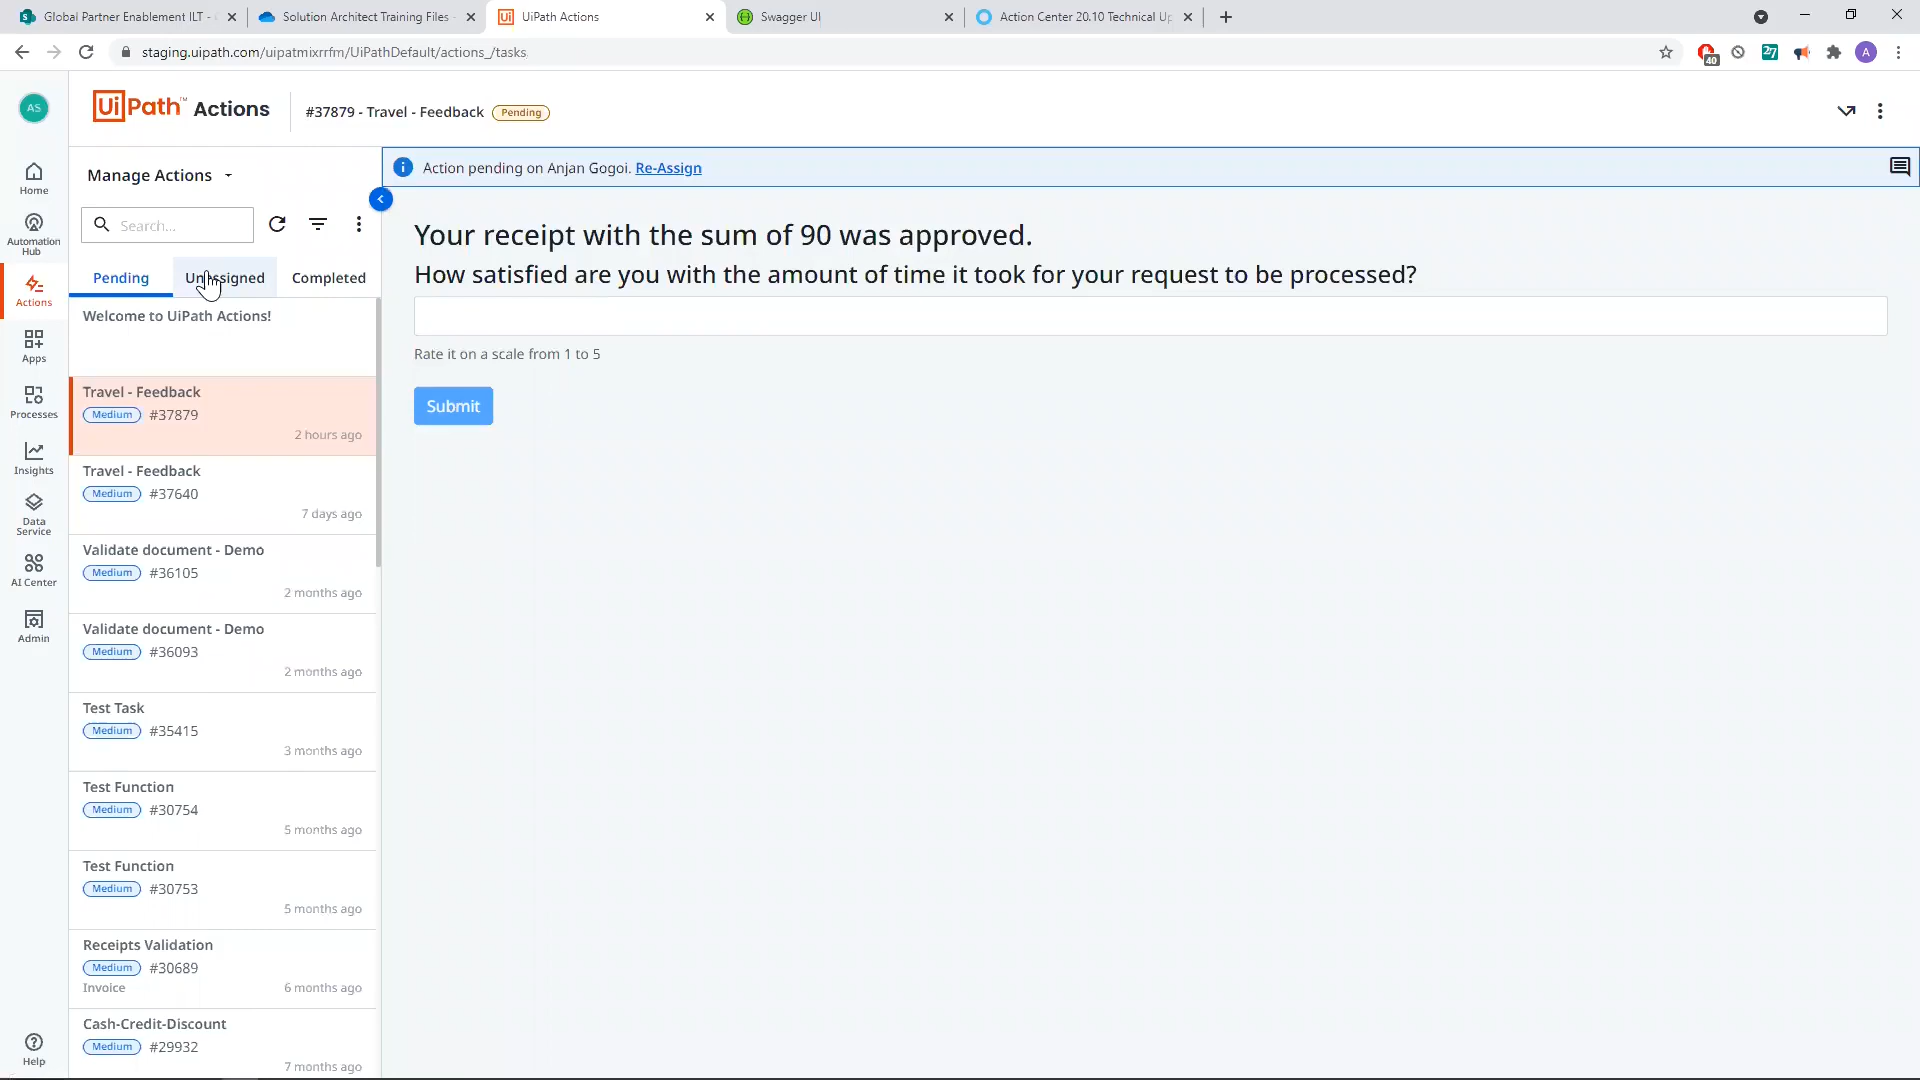 Global Partner Enablement ILT -
Solution Architect Training Files -
UiPath Actions
Swagger UI
Action Center 20.10 Technical Up
staging.uipath.com/uipatmixrrfm/UiPathDefault/actions_/tasks
40
27
A
AS
UiPath™ Actions
#37879 - Travel - Feedback
Pending
Home
Automation
Hub
Actions
Apps
Processes
Insights
Data
Service
AI Center
Admin
Help
Manage Actions
Search...
Pending
Unassigned
Completed
Welcome to UiPath Actions!
Travel - Feedback
Medium #37879
2 hours ago
Travel - Feedback
Medium #37640
7 days ago
Validate document - Demo
Medium #36105
2 months ago
Validate document - Demo
Medium #36093
2 months ago
Test Task
Medium #35415
3 months ago
Test Function
Medium #30754
5 months ago
Test Function
Medium #30753
5 months ago
Receipts Validation
Medium #30689
Invoice 6 months ago
Cash-Credit-Discount
Medium #29932
7 months ago
Action pending on Anjan Gogoi. Re-Assign
Your receipt with the sum of 90 was approved.
How satisfied are you with the amount of time it took for your request to be processed?
Rate it on a scale from 1 to 5
Submit